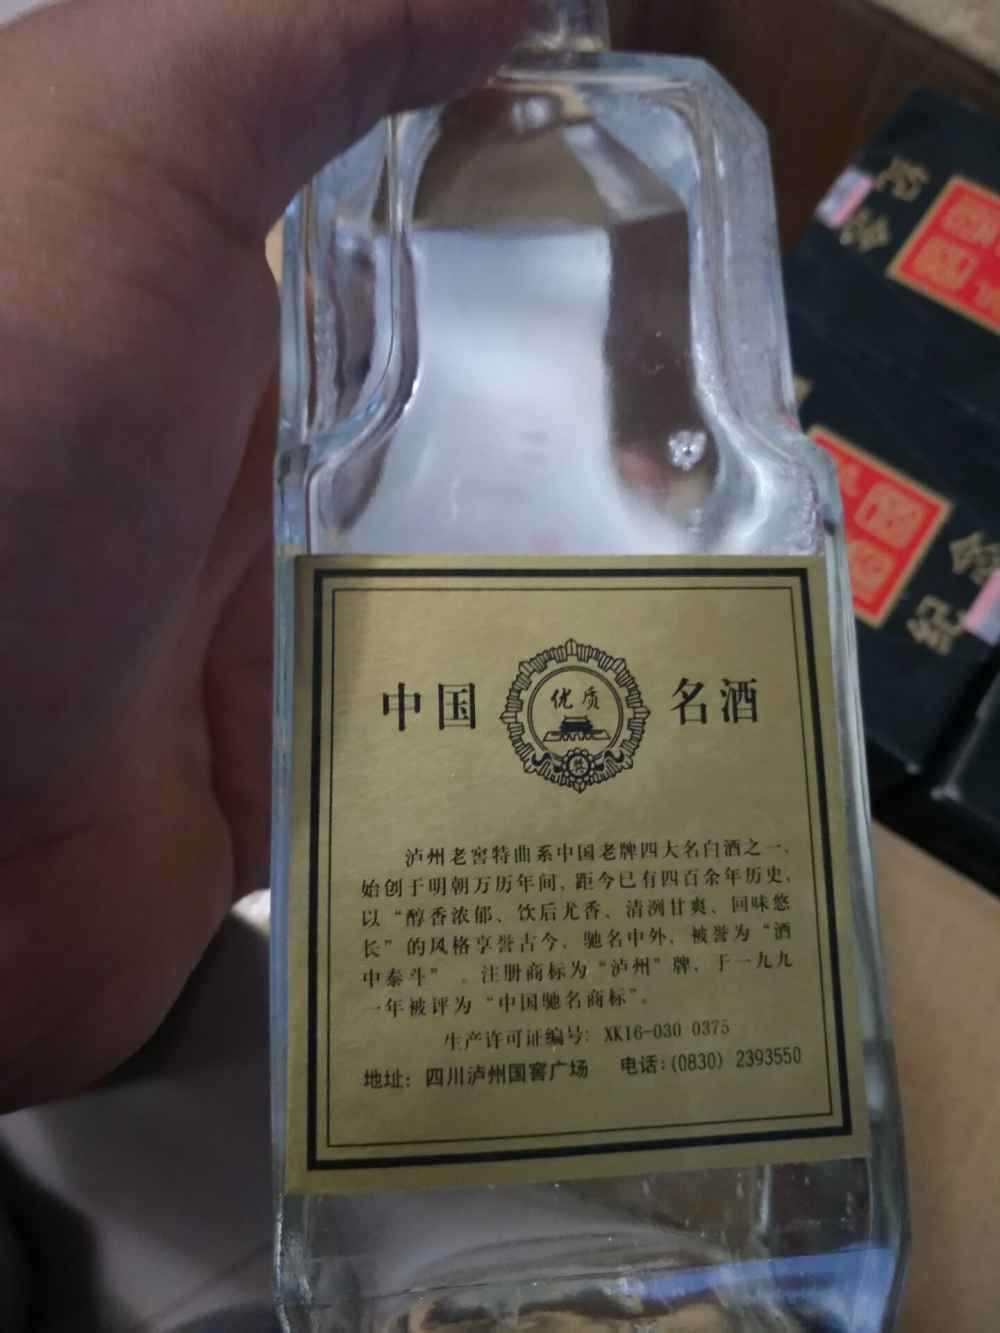 中国 优质 名酒
奖
泸州老窖特曲系中国老牌四大名白酒之一、
始创于明朝万历年间, 距今已有四百余年历史,
以“醇香浓郁、饮后尤香、清洌甘爽、回味悠
长”的风格享誉古今、驰名中外, 被誉为“酒
中泰斗”。注册商标为“泸州”牌, 于一九九
一年被评为“中国驰名商标”。
生产许可证编号: XK16-030 0375
地址: 四川泸州国窖广场 电话:(0830) 2393550
纪念
纪念